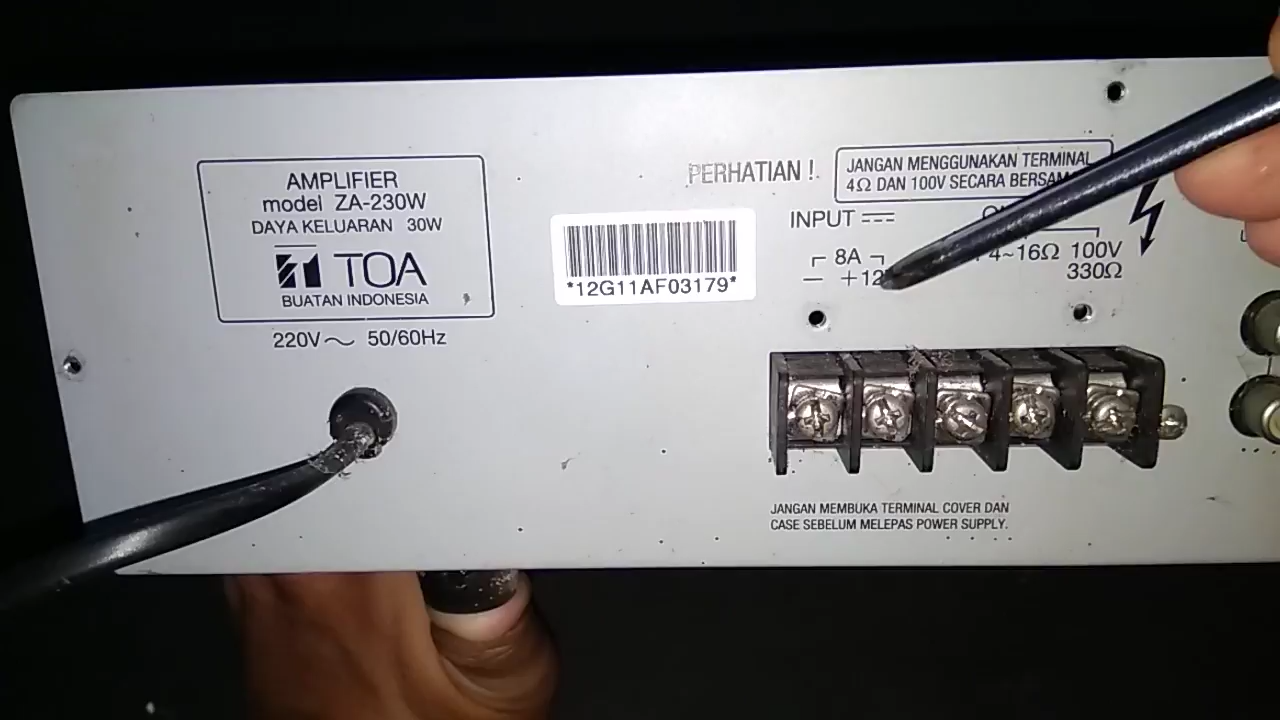 AMPLIFIER
model ZA-230W
DAYA KELUARAN 30W
TOA
BUATAN INDONESIA
220V～ 50/60Hz
*12G11AF03179*
PERHATIAN !
JANGAN MENGGUNAKAN TERMINAL
4Ω DAN 100V SECARA
INPUT ⎓
8A
− +12
4~16Ω 100V
330Ω
JANGAN MEMBUKA TERMINAL COVER DAN
CASE SEBELUM MELEPAS POWER SUPPLY.